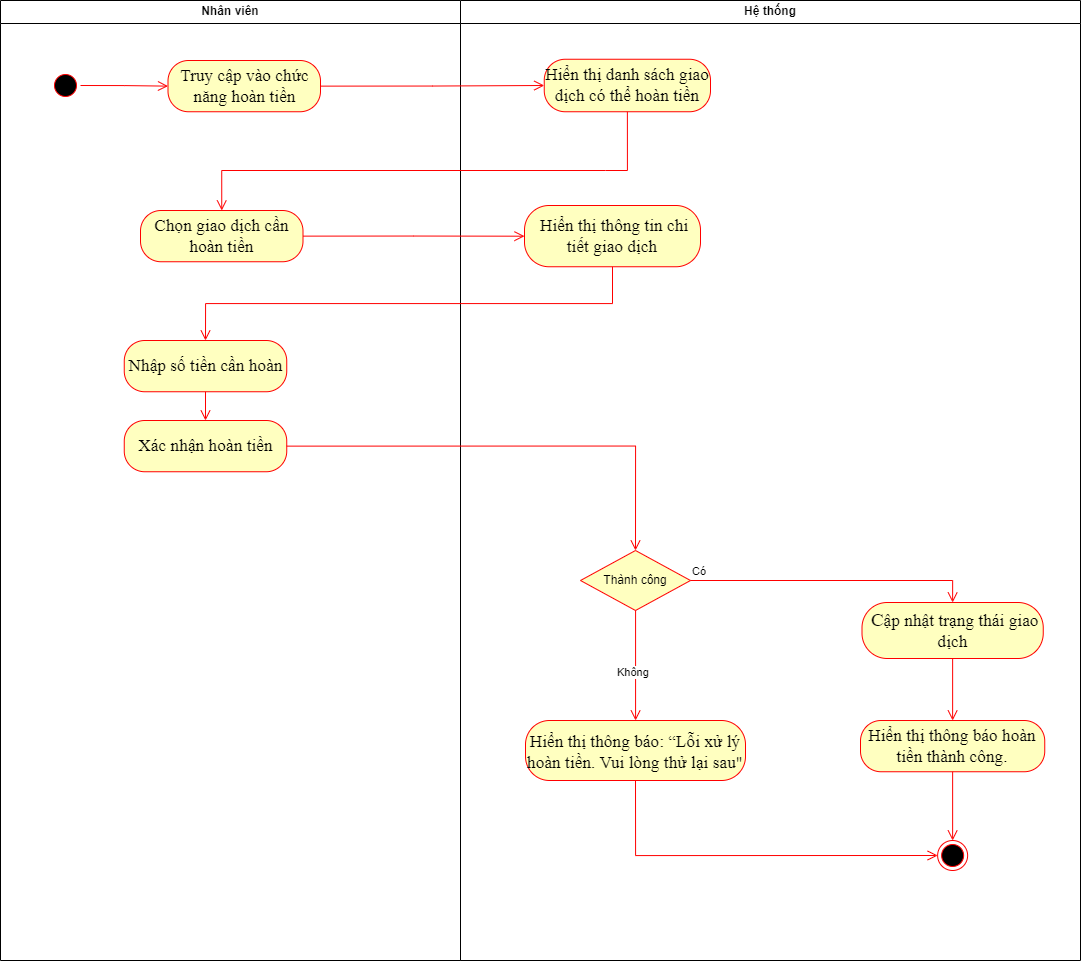 Nhân viên
Hệ thống
Truy cập vào chức
năng hoàn tiền
Hiển thị danh sách giao
dịch có thể hoàn tiền
Chọn giao dịch cần
hoàn tiền
Hiển thị thông tin chi
tiết giao dịch
Nhập số tiền cần hoàn
Xác nhận hoàn tiền
Thành công
Có
Cập nhật trạng thái giao
dịch
Không
Hiển thị thông báo: “Lỗi xử lý
hoàn tiền. Vui lòng thử lại sau"
Hiển thị thông báo hoàn
tiền thành công.